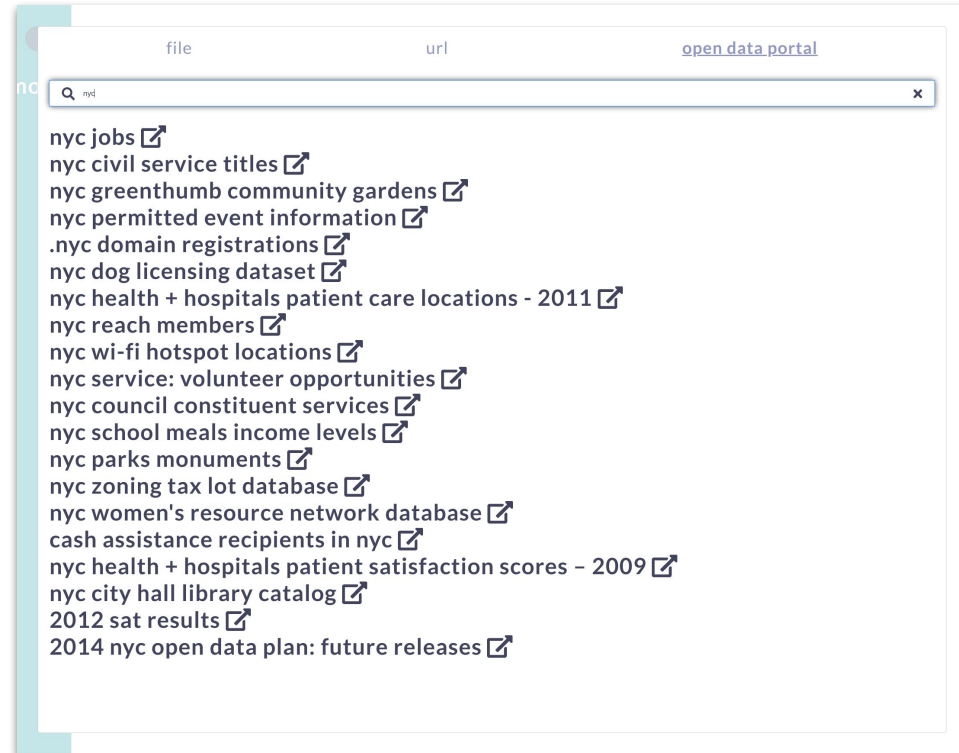 file url open data portal
no
nyc
nyc jobs
nyc civil service titles
nyc greenthumb community gardens
nyc permitted event information
.nyc domain registrations
nyc dog licensing dataset
nyc health + hospitals patient care locations - 2011
nyc reach members
nyc wi-fi hotspot locations
nyc service: volunteer opportunities
nyc council constituent services
nyc school meals income levels
nyc parks monuments
nyc zoning tax lot database
nyc women's resource network database
cash assistance recipients in nyc
nyc health + hospitals patient satisfaction scores – 2009
nyc city hall library catalog
2012 sat results
2014 nyc open data plan: future releases